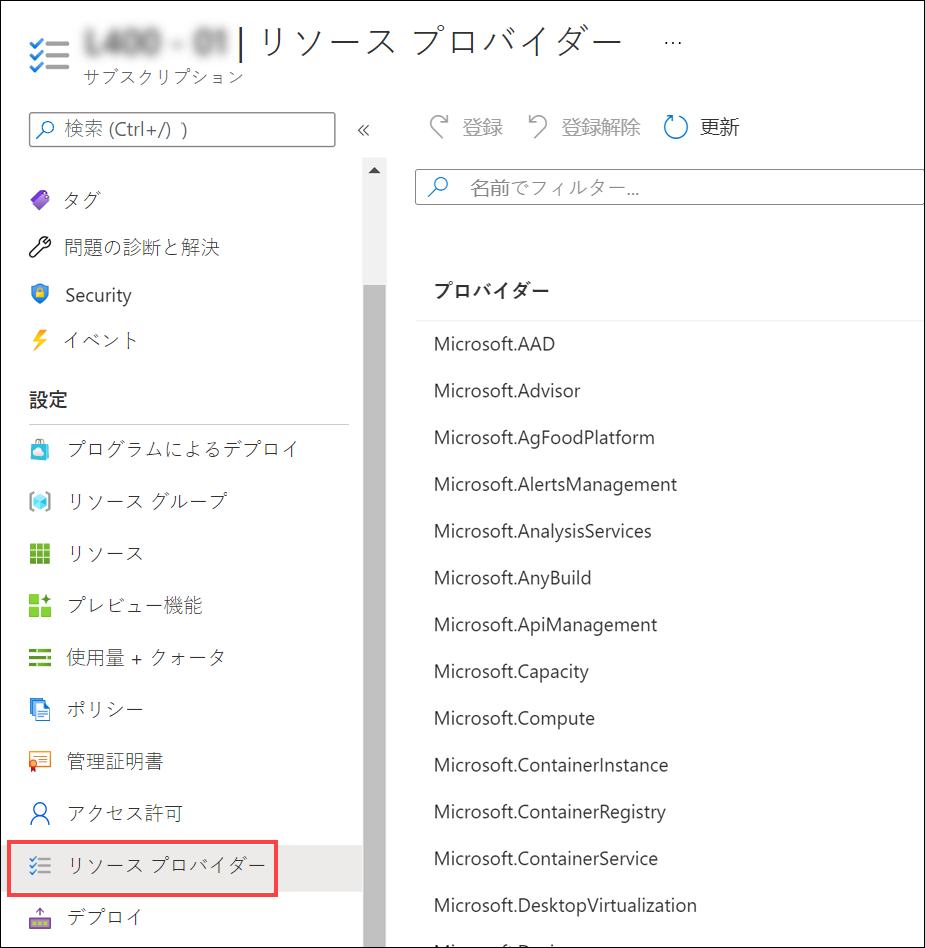 | リソース プロバイダー ...
サブスクリプション
検索 (Ctrl+/) )
«
登録 登録解除 更新
名前でフィルター...
タグ
問題の診断と解決
Security
イベント
設定
プログラムによるデプロイ
リソース グループ
リソース
プレビュー機能
使用量 + クォータ
ポリシー
管理証明書
アクセス許可
リソース プロバイダー
デプロイ
プロバイダー
Microsoft.AAD
Microsoft.Advisor
Microsoft.AgFoodPlatform
Microsoft.AlertsManagement
Microsoft.AnalysisServices
Microsoft.AnyBuild
Microsoft.ApiManagement
Microsoft.Capacity
Microsoft.Compute
Microsoft.ContainerInstance
Microsoft.ContainerRegistry
Microsoft.ContainerService
Microsoft.DesktopVirtualization